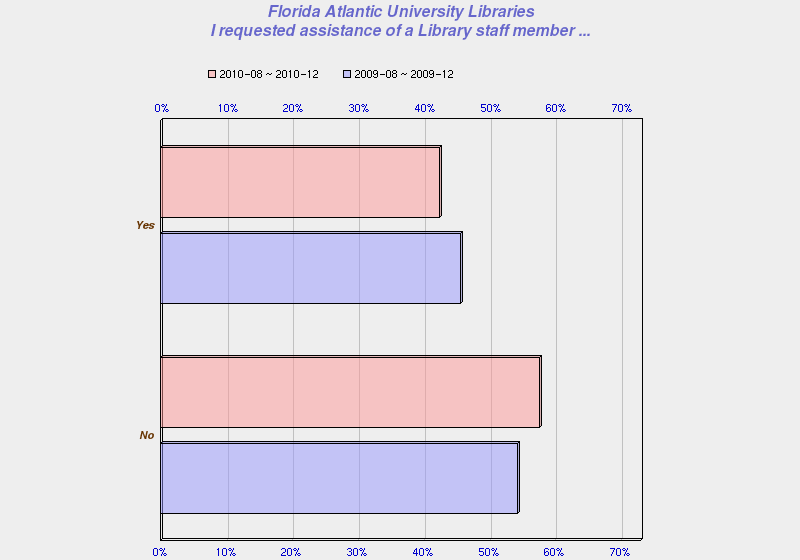 Florida Atlantic University Libraries
I requested assistance of a Library staff member ...
2010-08 ~ 2010-12 2009-08 ~ 2009-12
0% 10% 20% 30% 40% 50% 60% 70%
Yes
No
0% 10% 20% 30% 40% 50% 60% 70%